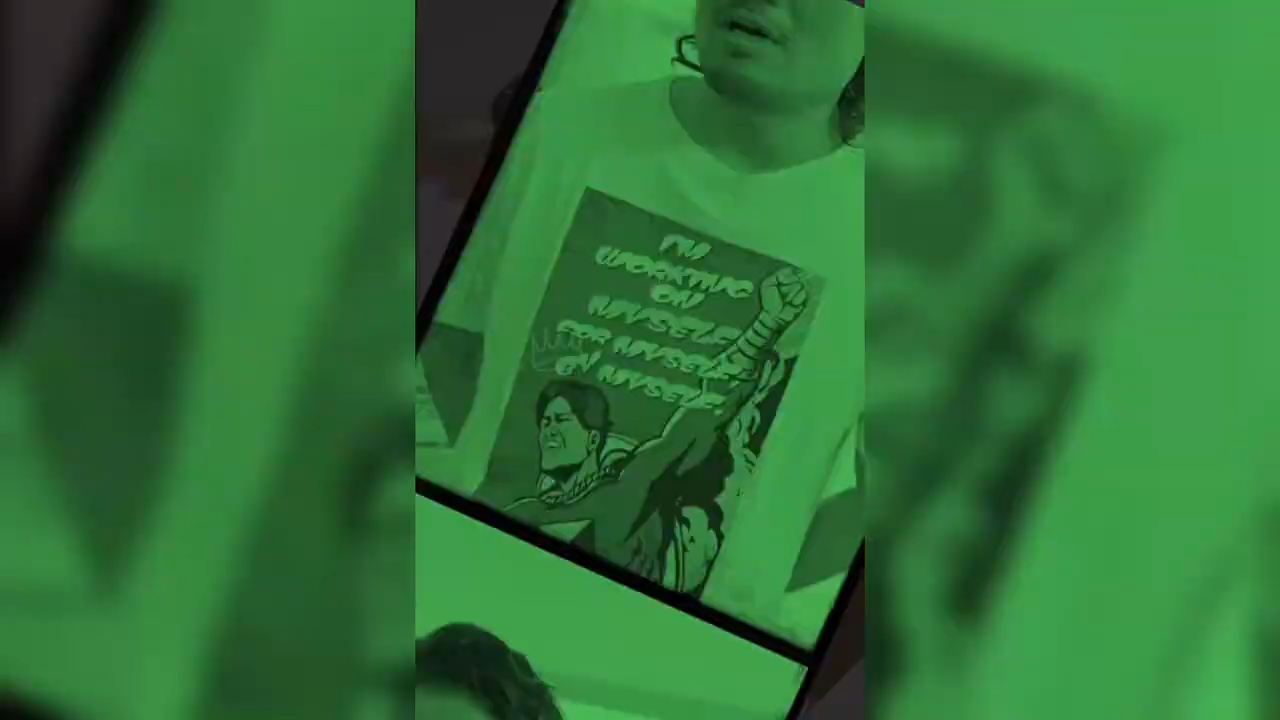 I'M
WORKING
ON
MYSELF
FOR MYSELF
BY MYSELF.